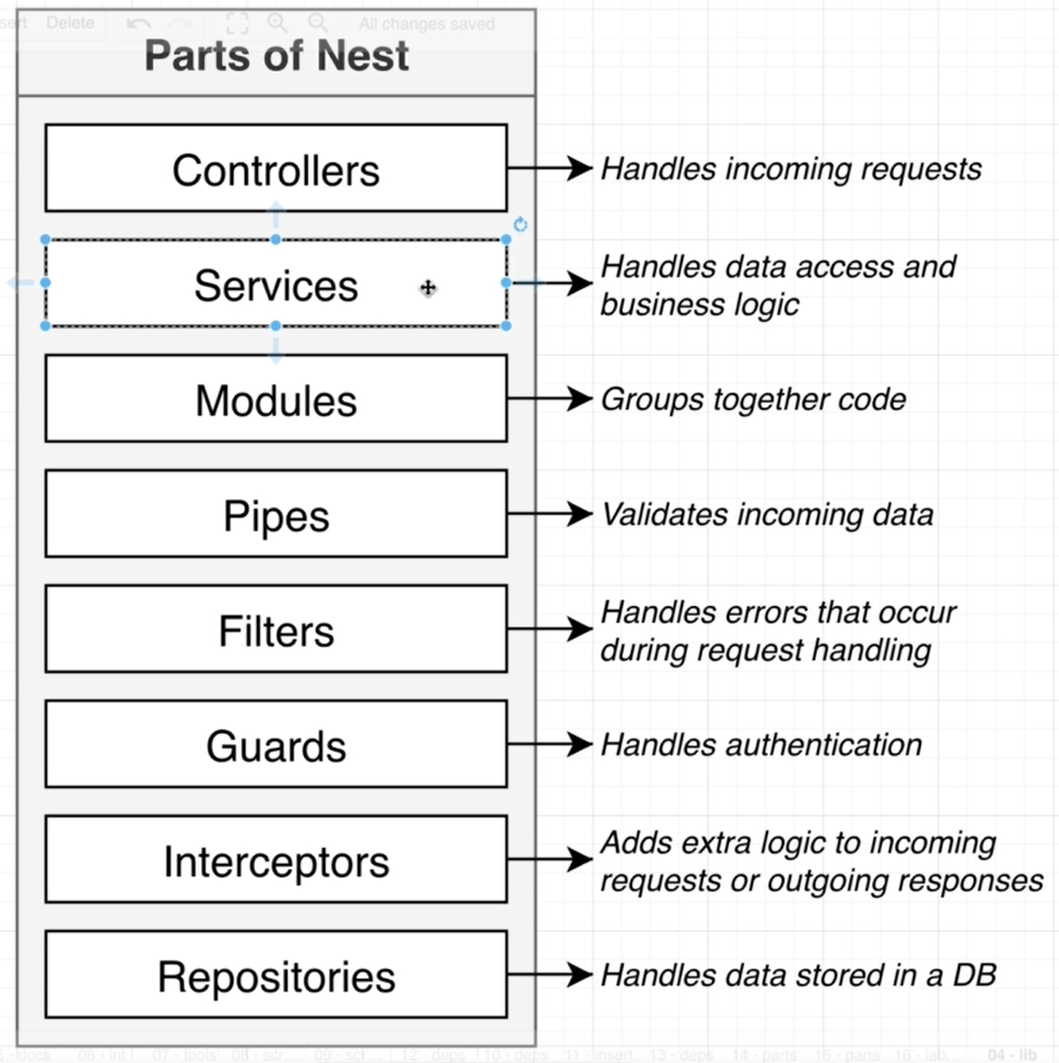 Delete
All changes saved
Parts of Nest
Controllers
Handles incoming requests
Services
Handles data access and
business logic
Modules
Groups together code
Pipes
Validates incoming data
Filters
Handles errors that occur
during request handling
Guards
Handles authentication
Interceptors
Adds extra logic to incoming
requests or outgoing responses
Repositories
Handles data stored in a DB
docs 06 - int 07 - tools 08 - scr... 09 - scf... 12 - deps 10 - deps 11 - insert 13 - deps 14 - parts 15 - parts 16 - lab... 04 - lib